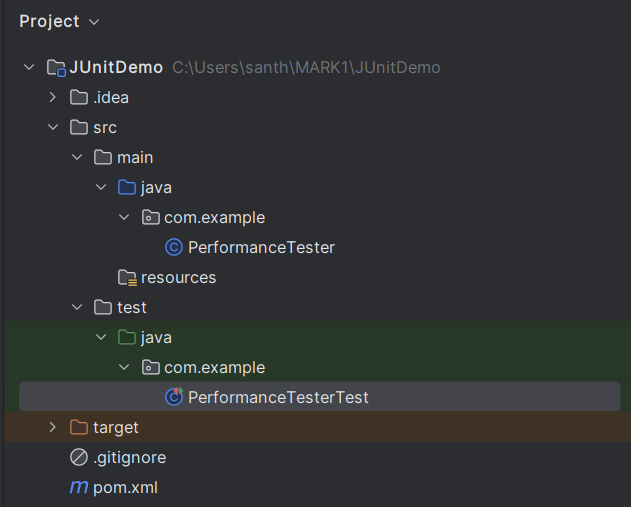 Project
JUnitDemo C:\Users\santh\MARK1\JUnitDemo
.idea
src
main
java
com.example
PerformanceTester
resources
test
java
com.example
PerformanceTesterTest
target
.gitignore
pom.xml